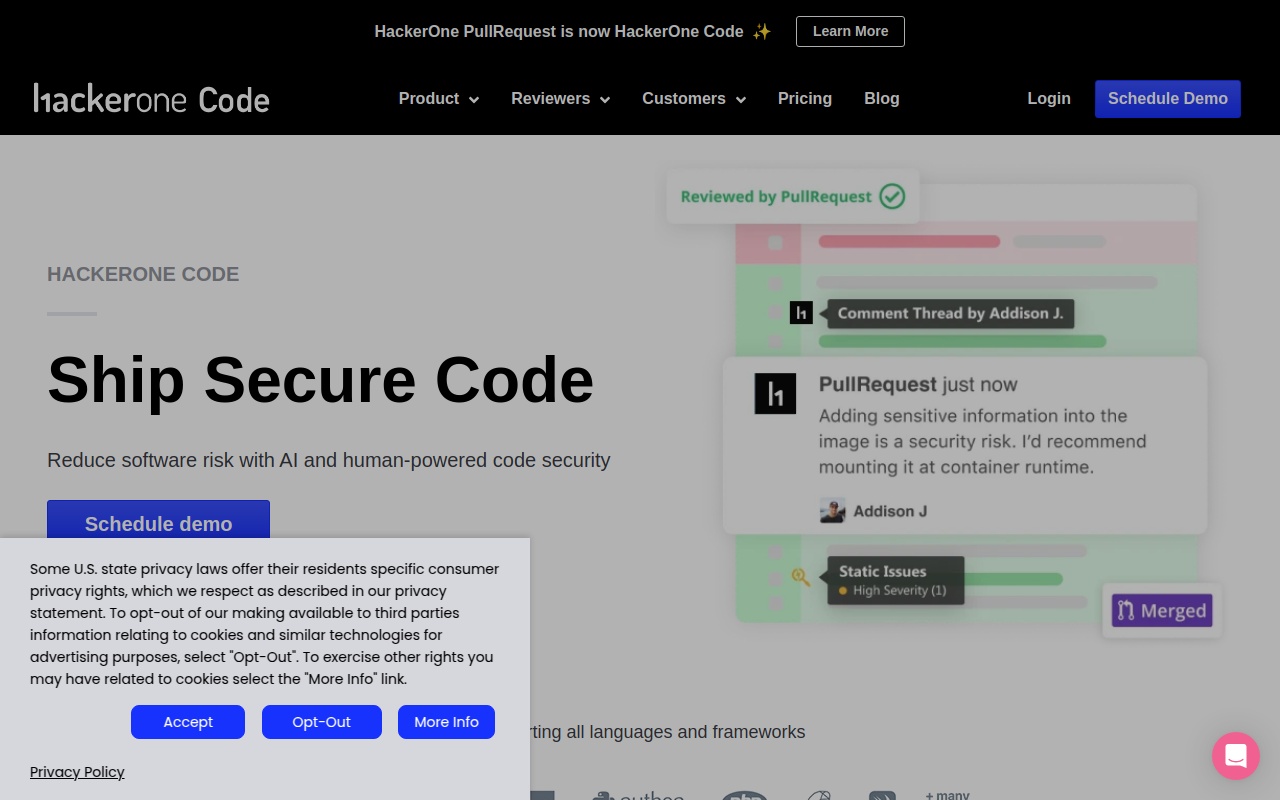 HackerOne PullRequest is now HackerOne Code ✨ Learn More
hackerone Code
Product Reviewers Customers Pricing Blog Login Schedule Demo
Reviewed by PullRequest
HACKERONE CODE
Comment Thread by Addison J.
Ship Secure Code
PullRequest just now
Adding sensitive information into the
image is a security risk. I'd recommend
mounting it at container runtime.
Addison J
Reduce software risk with AI and human-powered code security
Schedule demo
Static Issues
High Severity (1)
Merged
Some U.S. state privacy laws offer their residents specific consumer
privacy rights, which we respect as described in our privacy
statement. To opt-out of our making available to third parties
information relating to cookies and similar technologies for
advertising purposes, select "Opt-Out". To exercise other rights you
may have related to cookies select the "More Info" link.
Accept Opt-Out More Info
Privacy Policy
all languages and frameworks
php
+ many